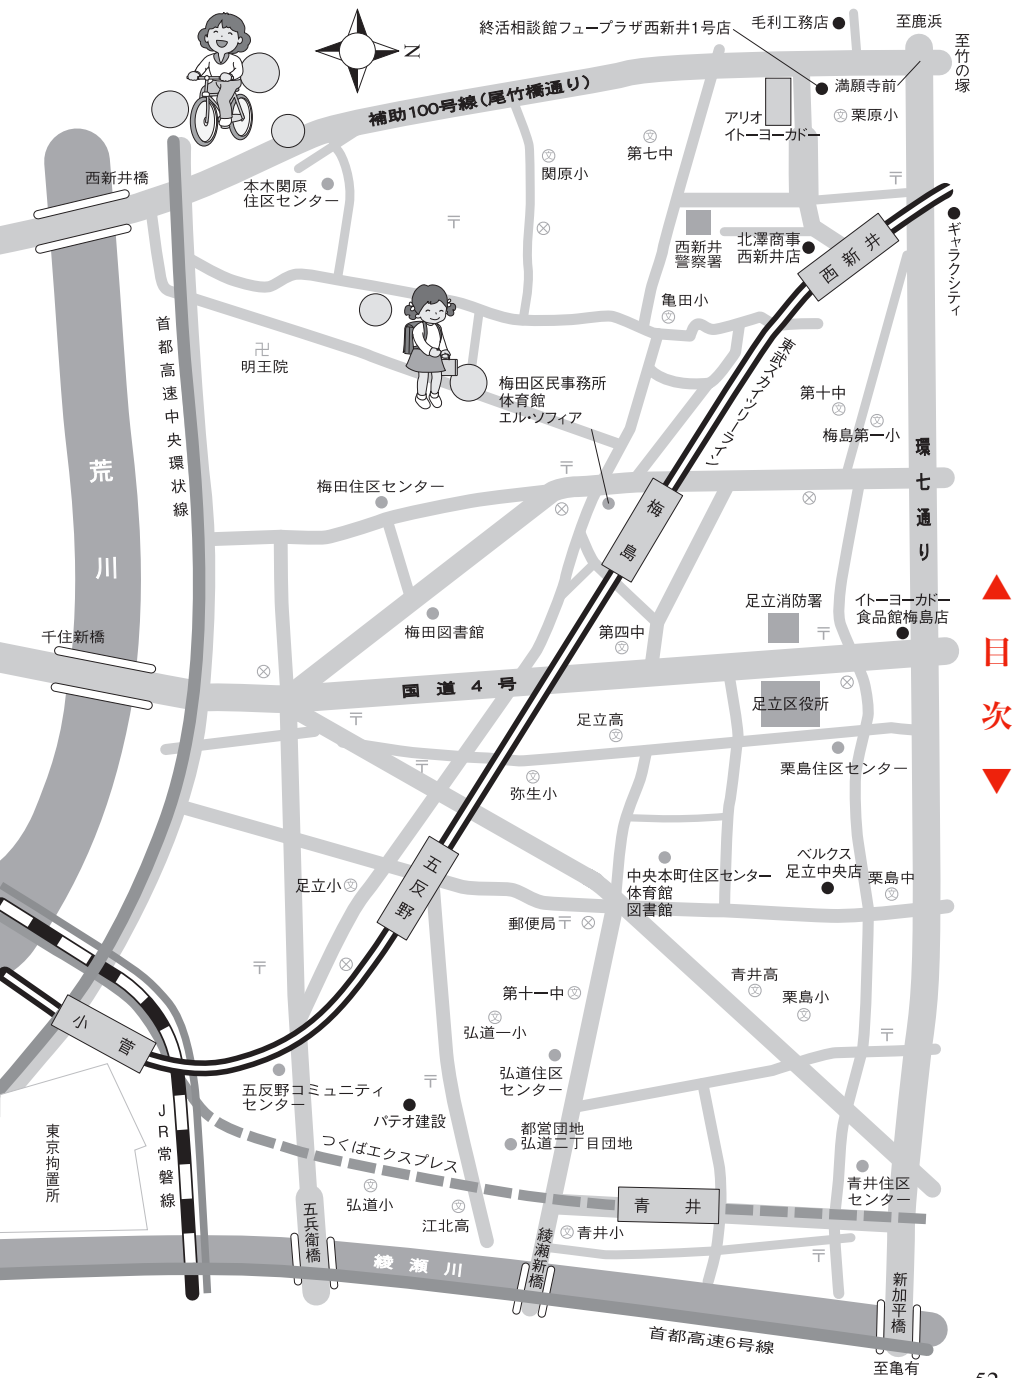 終活相談館フュープラザ西新井1号店
毛利工務店
至鹿浜
至竹の塚
N
補助100号線(尾竹橋通り)
満願寺前
アリオ
イトーヨーカドー
文
栗原小
文
第七中
文
関原小
西新井橋
本木関原
住区センター
西新井
警察署
北澤商事
西新井店
西新井
ギャラクシティ
亀田小
文
首都高速中央環状線
明王院
東武スカイツリーライン
梅田区民事務所
体育館
エル・ソフィア
第十中
文
文
梅島第一小
環七通り
荒川
梅田住区センター
梅島
足立消防署
イトーヨーカドー
食品館梅島店
梅田図書館
第四中
文
千住新橋
国道4号
足立区役所
足立高
文
栗島住区センター
文
弥生小
目次
五反野
足立小
文
中央本町住区センター
体育館
図書館
ベルクス
足立中央店
栗島中
文
郵便局
青井高
文
栗島小
文
第十一中
文
文
弘道一小
小菅
弘道住区
センター
五反野コミュニティ
センター
パテオ建設
都営団地
弘道二丁目団地
JR常磐線
東京拘置所
つくばエクスプレス
文
弘道小
文
江北高
青井
青井住区
センター
文
青井小
五兵衛橋
綾瀬新橋
綾瀬川
新加平橋
首都高速6号線
至亀有